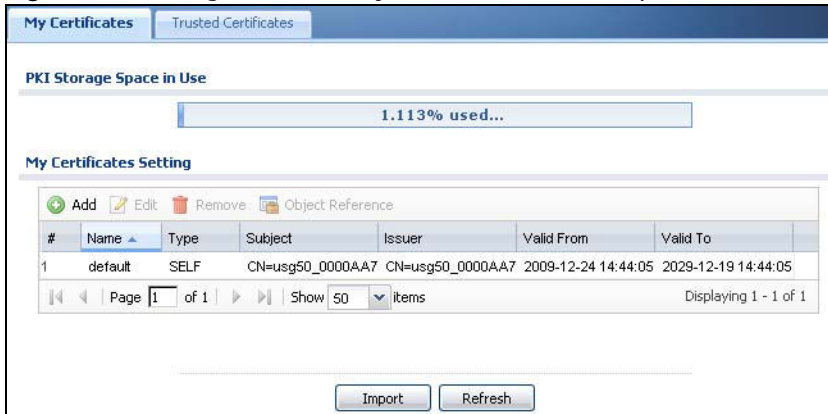 My Certificates Trusted Certificates
PKI Storage Space in Use
1.113% used...
My Certificates Setting
Add Edit Remove Object Reference
# Name Type Subject Issuer Valid From Valid To
1 default SELF CN=usg50_0000AA7 CN=usg50_0000AA7 2009-12-24 14:44:05 2029-12-19 14:44:05
Page 1 of 1 Show 50 items Displaying 1 - 1 of 1
Import Refresh